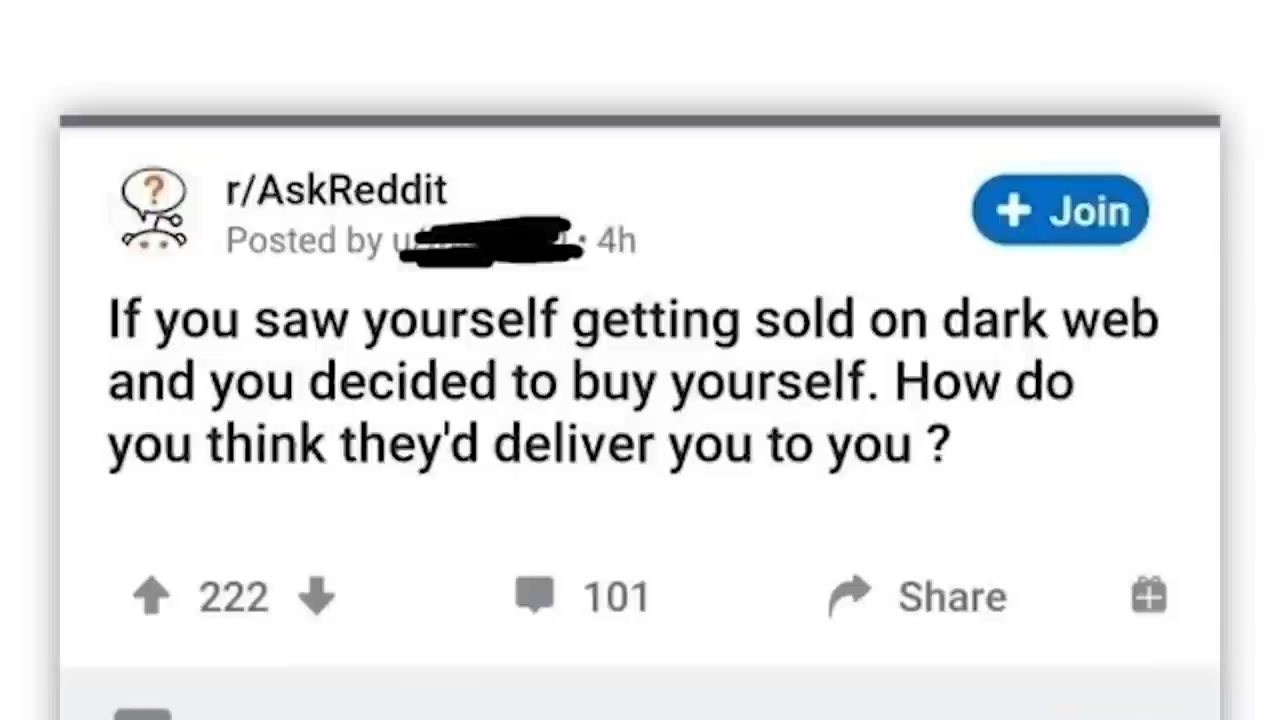 r/AskReddit
Posted by • 4h
+ Join
If you saw yourself getting sold on dark web
and you decided to buy yourself. How do
you think they'd deliver you to you ?
222 101 Share